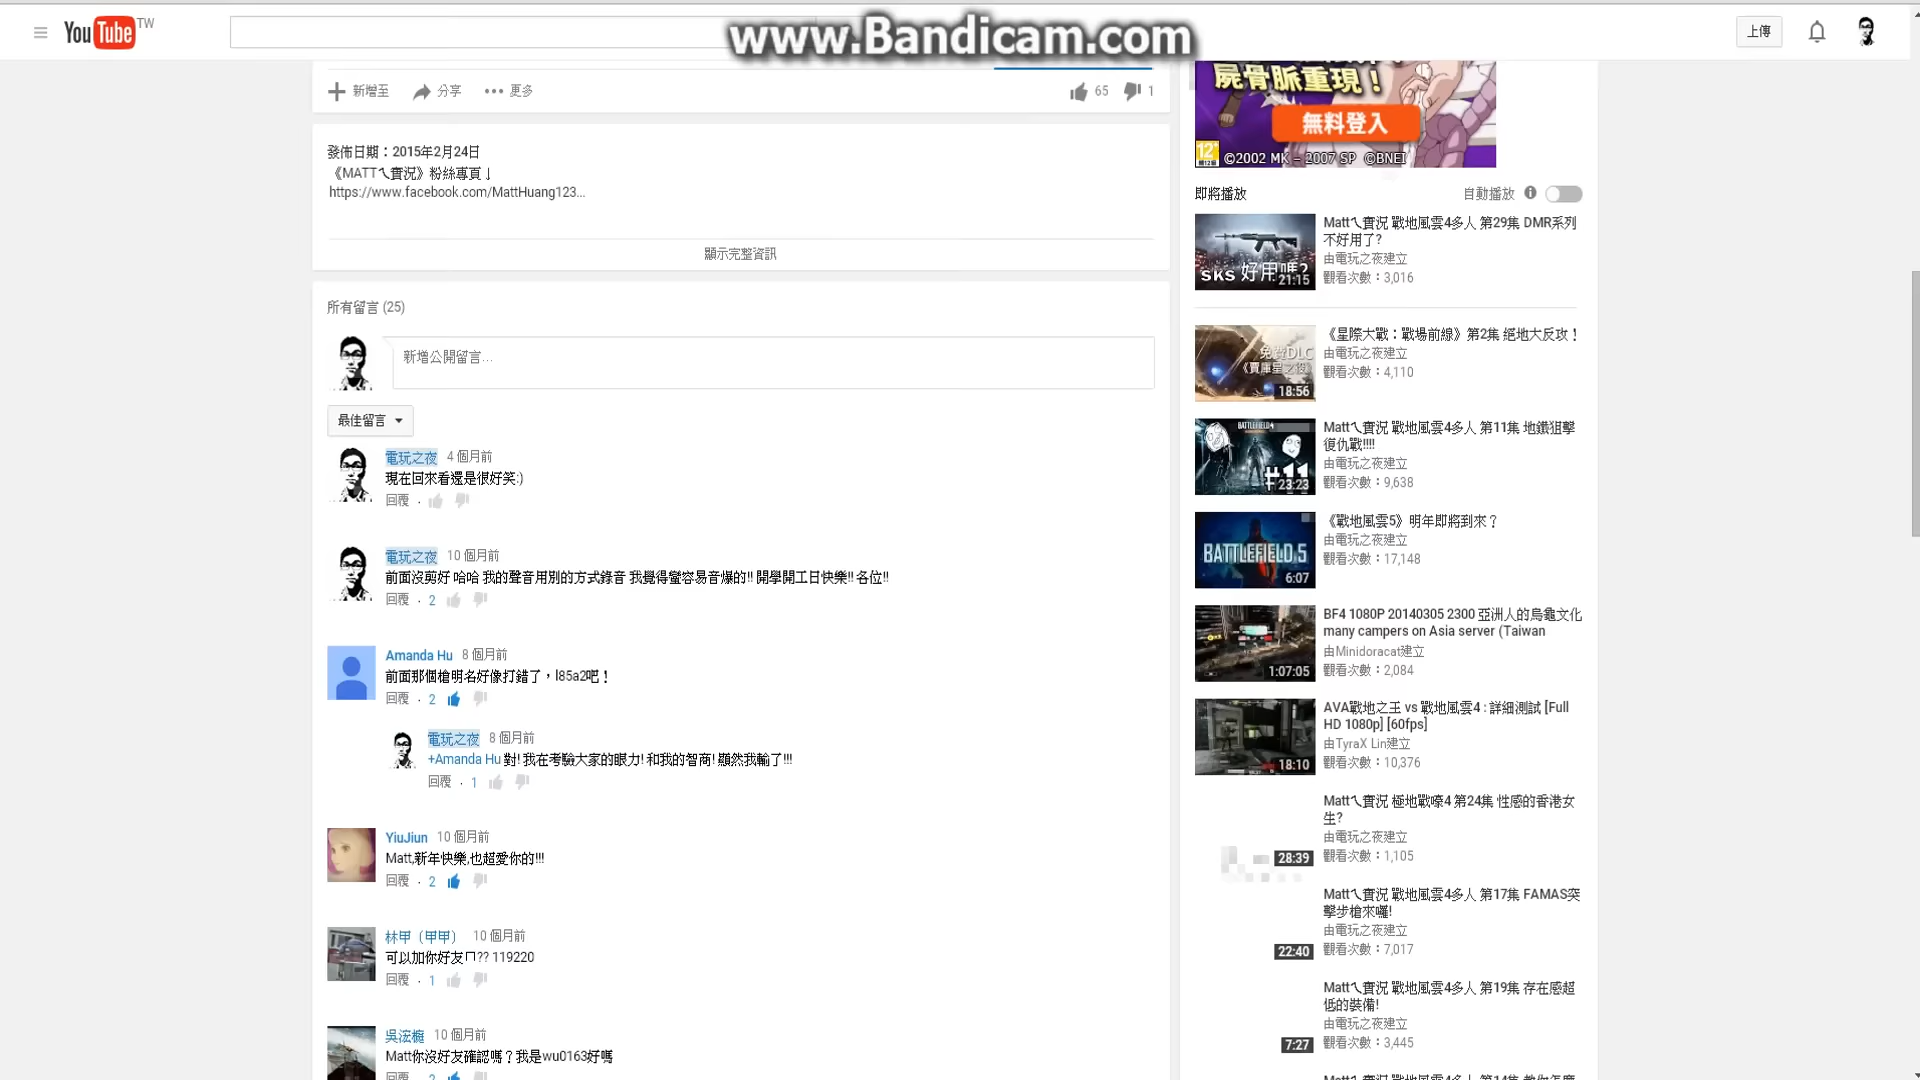 YouTube TW
www.Bandicam.com
上傳
新增至 分享 更多
65 1
發佈日期：2015年2月24日
《MATTㄟ實況》粉絲專頁↓
https://www.facebook.com/MattHuang123...
顯示完整資訊
所有留言 (25)
新增公開留言...
最佳留言
電玩之夜 4 個月前
現在回來看還是很好笑:)
回覆 ·
電玩之夜 10 個月前
前面沒剪好 哈哈 我的聲音用別的方式錄音 我覺得蠻容易音爆的!! 開學開工日快樂!! 各位!!
回覆 · 2
Amanda Hu 8 個月前
前面那個槍明名好像打錯了，l85a2吧！
回覆 · 2
電玩之夜 8 個月前
+Amanda Hu 對! 我在考驗大家的眼力! 和我的智商! 顯然我輸了!!!
回覆 · 1
YiuJiun 10 個月前
Matt,新年快樂,也超愛你的!!!
回覆 · 2
林甲（甲甲） 10 個月前
可以加你好友ㄇ?? 119220
回覆 · 1
10 個月前
Matt你沒好友確認嗎？我是wu0163好嗎
回覆 · 2
屍骨脈重現！
無料登入
12+
©2002 MK – 2007 SP ©BNEI
即將播放
自動播放
SKS 好用嗎?
21:15
Mattㄟ實況 戰地風雲4多人 第29集 DMR系列
不好用了?
由電玩之夜建立
觀看次數：3,016
免費DLC
《賈庫星之役》
18:56
《星際大戰：戰場前線》第2集 絕地大反攻！
由電玩之夜建立
觀看次數：4,110
BATTLEFIELD 4
#11
23:23
Mattㄟ實況 戰地風雲4多人 第11集 地鐵狙擊
復仇戰!!!!
由電玩之夜建立
觀看次數：9,638
BATTLEFIELD 5
6:07
《戰地風雲5》明年即將到來？
由電玩之夜建立
觀看次數：17,148
1:07:05
BF4 1080P 20140305 2300 亞洲人的烏龜文化
many campers on Asia server (Taiwan
由Minidoracat建立
觀看次數：2,084
18:10
AVA戰地之王 vs 戰地風雲4 : 詳細測試 [Full
HD 1080p] [60fps]
由TyraX Lin建立
觀看次數：10,376
28:39
Mattㄟ實況 極地戰嚎4 第24集 性感的香港女
生?
由電玩之夜建立
觀看次數：1,105
22:40
Mattㄟ實況 戰地風雲4多人 第17集 FAMAS突
擊步槍來囉!
由電玩之夜建立
觀看次數：7,017
7:27
Mattㄟ實況 戰地風雲4多人 第19集 存在感超
低的裝備!
由電玩之夜建立
觀看次數：3,445